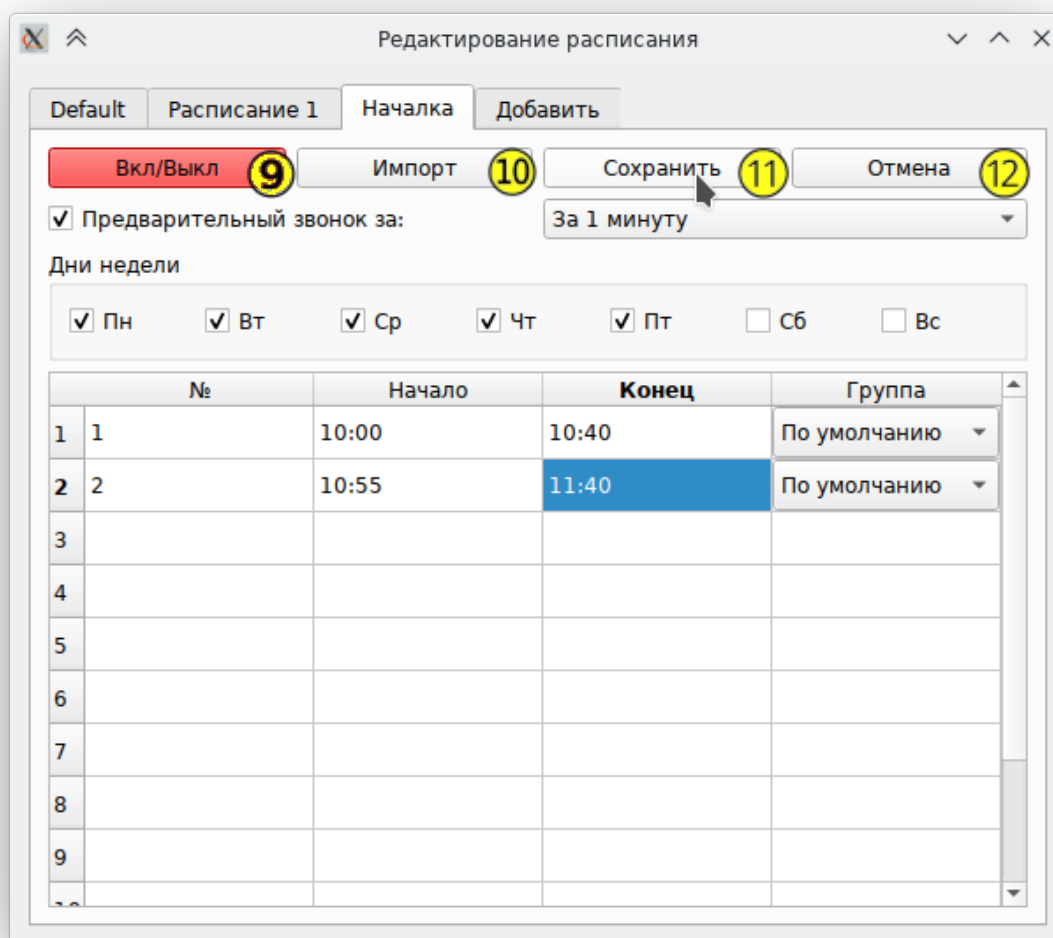 Редактирование расписания
Default Расписание 1 Началка Добавить
Вкл/Выкл 9 Импорт 10 Сохранить 11 Отмена 12
Предварительный звонок за: За 1 минуту
Дни недели
Пн Вт Ср Чт Пт Сб Вс
№ Начало Конец Группа
1 1 10:00 10:40 По умолчанию
2 2 10:55 11:40 По умолчанию
3
4
5
6
7
8
9